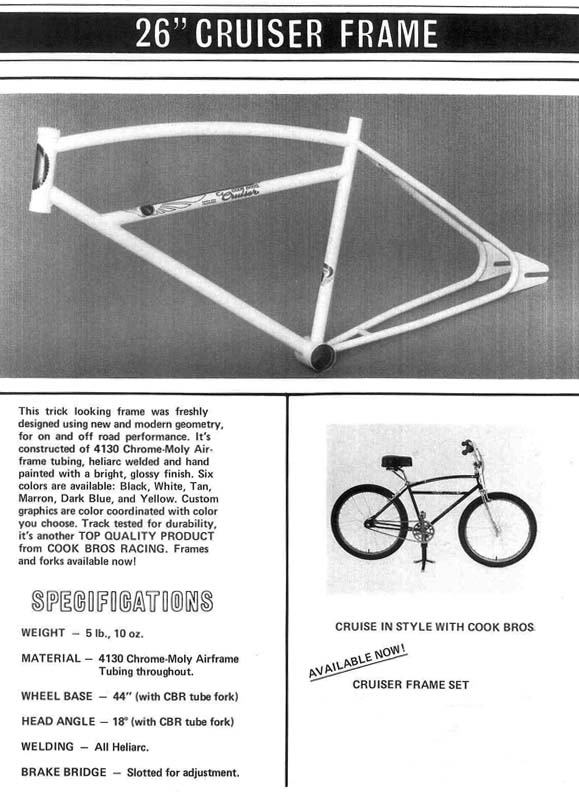 26” CRUISER FRAME
Cruiser
This trick looking frame was freshly
designed using new and modern geometry,
for on and off road performance. It's
constructed of 4130 Chrome-Moly Air-
frame tubing, heliarc welded and hand
painted with a bright, glossy finish. Six
colors are available: Black, White, Tan,
Marron, Dark Blue, and Yellow. Custom
graphics are color coordinated with color
you choose. Track tested for durability,
it's another TOP QUALITY PRODUCT
from COOK BROS RACING. Frames
and forks available now!
SPECIFICATIONS
WEIGHT — 5 lb., 10 oz.
MATERIAL — 4130 Chrome-Moly Airframe
Tubing throughout.
WHEEL BASE — 44” (with CBR tube fork)
HEAD ANGLE — 18° (with CBR tube fork)
WELDING — All Heliarc.
BRAKE BRIDGE — Slotted for adjustment.
CRUISE IN STYLE WITH COOK BROS.
AVAILABLE NOW!
CRUISER FRAME SET